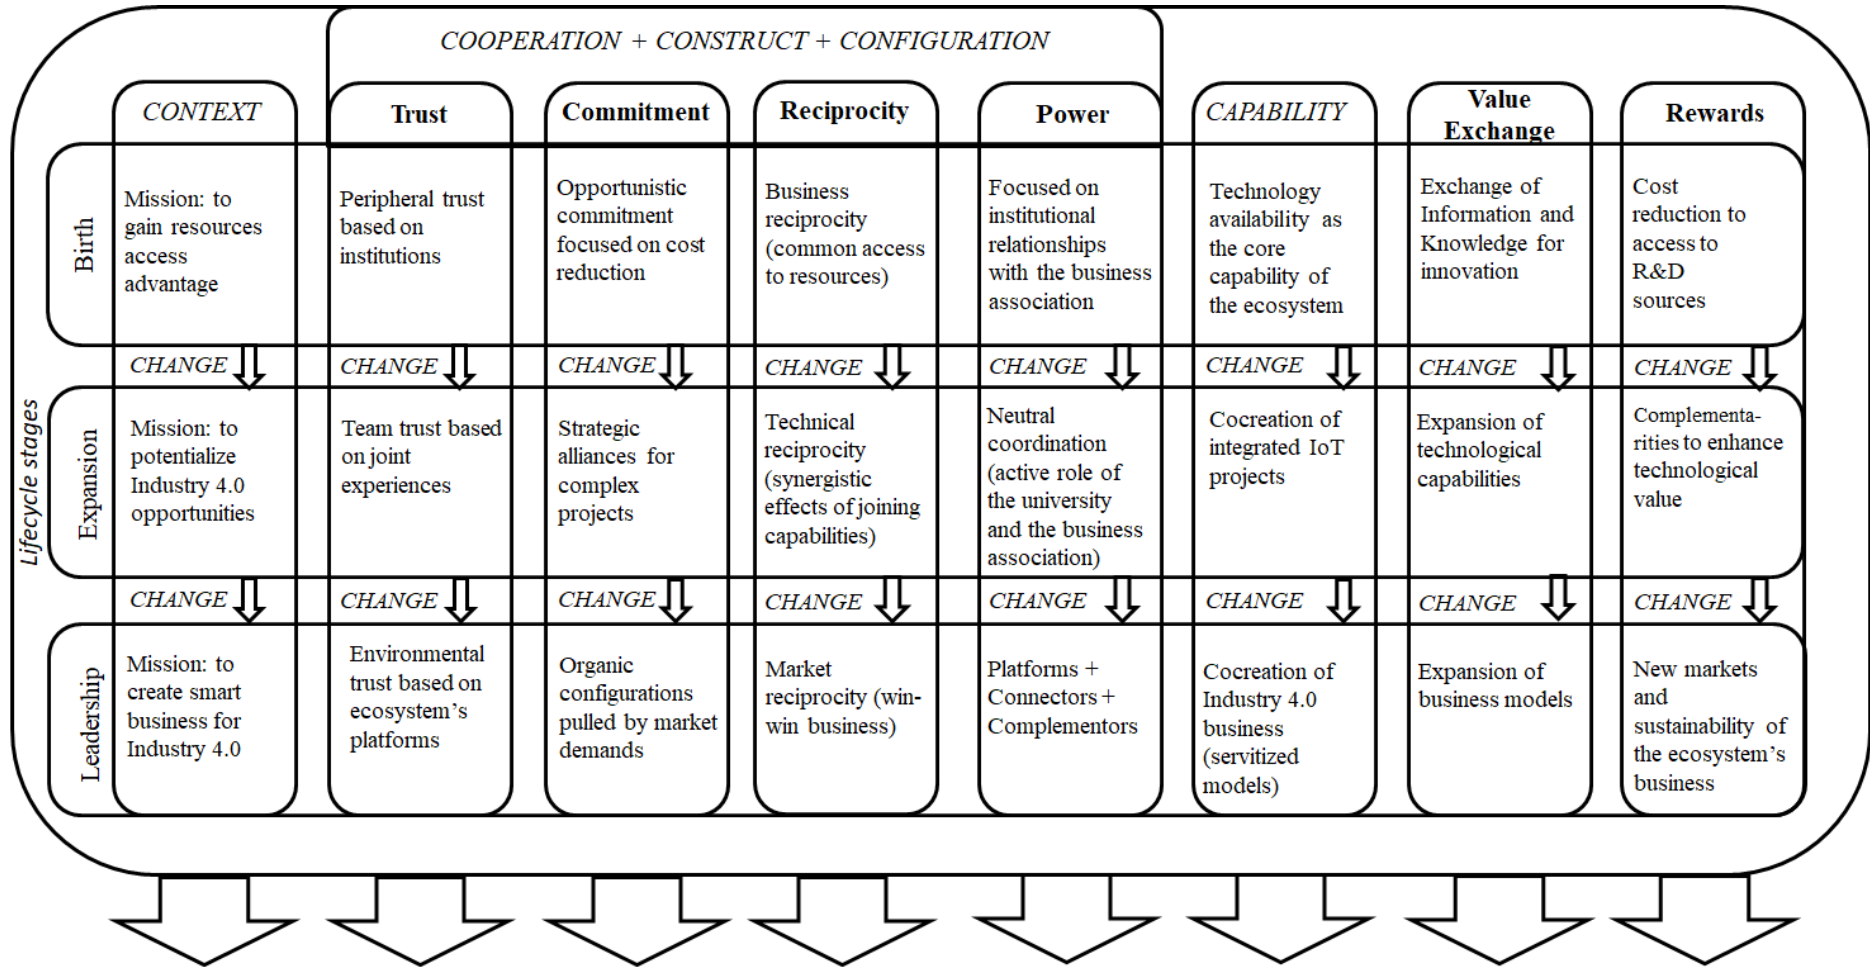 COOPERATION + CONSTRUCT + CONFIGURATION
CONTEXT
Trust
Commitment
Reciprocity
Power
CAPABILITY
Value
Exchange
Rewards
Lifecycle stages
Birth
Mission: to
gain resources
access
advantage
Peripheral trust
based on
institutions
Opportunistic
commitment
focused on cost
reduction
Business
reciprocity
(common access
to resources)
Focused on
institutional
relationships
with the business
association
Technology
availability as
the core
capability of
the ecosystem
Exchange of
Information and
Knowledge for
innovation
Cost
reduction to
access to
R&D
sources
CHANGE
CHANGE
CHANGE
CHANGE
CHANGE
CHANGE
CHANGE
CHANGE
Expansion
Mission: to
potentialize
Industry 4.0
opportunities
Team trust based
on joint
experiences
Strategic
alliances for
complex
projects
Technical
reciprocity
(synergistic
effects of joining
capabilities)
Neutral
coordination
(active role of
the university
and the business
association)
Cocreation of
integrated IoT
projects
Expansion of
technological
capabilities
Complementa-
rities to enhance
technological
value
CHANGE
CHANGE
CHANGE
CHANGE
CHANGE
CHANGE
CHANGE
CHANGE
Leadership
Mission: to
create smart
business for
Industry 4.0
Environmental
trust based on
ecosystem's
platforms
Organic
configurations
pulled by market
demands
Market
reciprocity (win-
win business)
Platforms +
Connectors +
Complementors
Cocreation of
Industry 4.0
business
(servitized
models)
Expansion of
business models
New markets
and
sustainability of
the ecosystem's
business